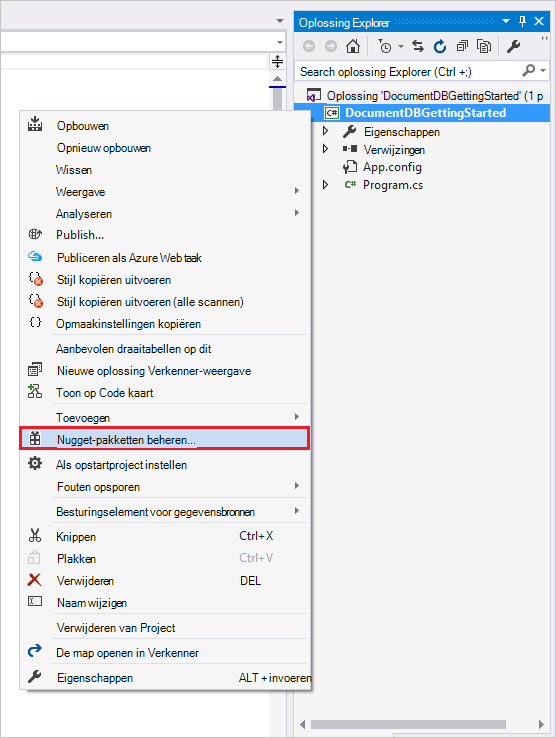 Oplossing Explorer
Search oplossing Explorer (Ctrl +;)
Oplossing 'DocumentDBGettingStarted' (1 p
C# DocumentDBGettingStarted
Eigenschappen
Verwijzingen
App.config
C# Program.cs
Opbouwen
Opnieuw opbouwen
Wissen
Weergave
Analyseren
Publish...
Publiceren als Azure Web taak
Stijl kopiëren uitvoeren
Stijl kopiëren uitvoeren (alle scannen)
Opmaakinstellingen kopiëren
Aanbevolen draaitabellen op dit
Nieuwe oplossing Verkenner-weergave
Toon op Code kaart
Toevoegen
Nugget-pakketten beheren...
Als opstartproject instellen
Fouten opsporen
Besturingselement voor gegevensbronnen
Knippen Ctrl+X
Plakken Ctrl+V
Verwijderen DEL
Naam wijzigen
Verwijderen van Project
De map openen in Verkenner
Eigenschappen ALT + invoeren